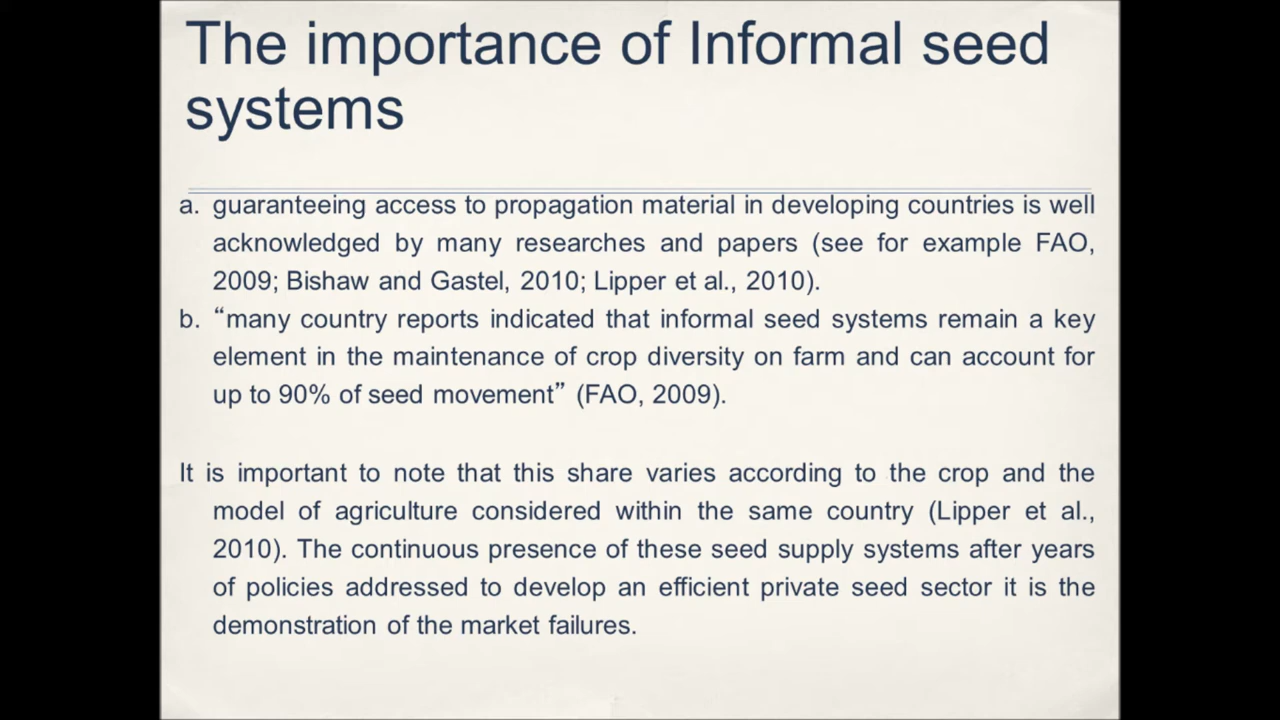 The importance of Informal seed
systems
a. guaranteeing access to propagation material in developing countries is well
acknowledged by many researches and papers (see for example FAO,
2009; Bishaw and Gastel, 2010; Lipper et al., 2010).
b. “many country reports indicated that informal seed systems remain a key
element in the maintenance of crop diversity on farm and can account for
up to 90% of seed movement” (FAO, 2009).
It is important to note that this share varies according to the crop and the
model of agriculture considered within the same country (Lipper et al.,
2010). The continuous presence of these seed supply systems after years
of policies addressed to develop an efficient private seed sector it is the
demonstration of the market failures.